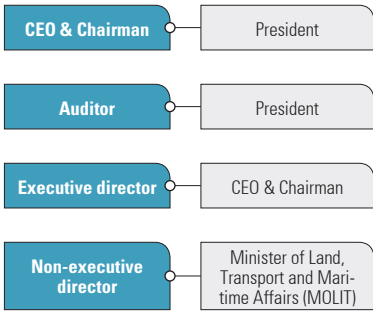 CEO & Chairman
President
Auditor
President
Executive director
CEO & Chairman
Non-executive
director
Minister of Land,
Transport and Mari-
time Affairs (MOLIT)